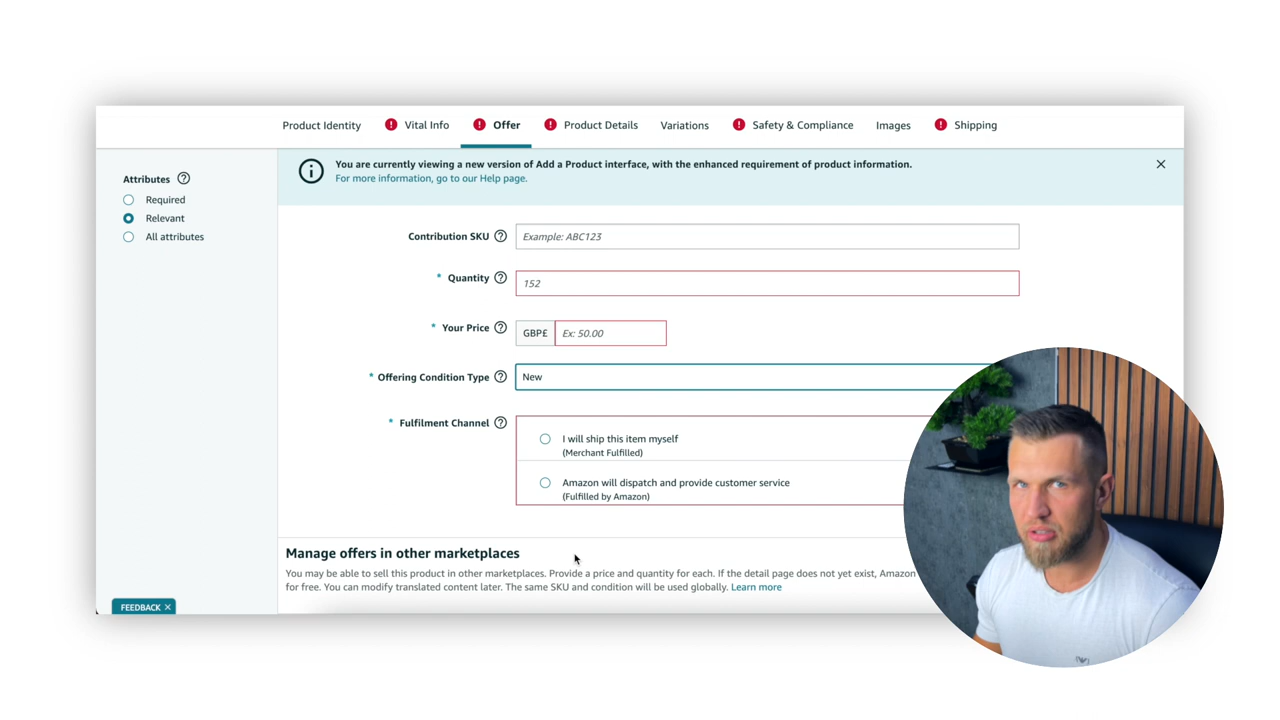 Product Identity
! Vital Info
! Offer
! Product Details
Variations
! Safety & Compliance
Images
! Shipping
Attributes ?
Required
Relevant
All attributes
i
You are currently viewing a new version of Add a Product interface, with the enhanced requirement of product information.
For more information, go to our Help page.
Contribution SKU ? Example: ABC123
* Quantity ? 152
* Your Price ? GBP£ Ex: 50.00
* Offering Condition Type ? New
* Fulfilment Channel ?
I will ship this item myself
(Merchant Fulfilled)
Amazon will dispatch and provide customer service
(Fulfilled by Amazon)
Manage offers in other marketplaces
You may be able to sell this product in other marketplaces. Provide a price and quantity for each. If the detail page does not yet exist, Amazon
for free. You can modify translated content later. The same SKU and condition will be used globally. Learn more
FEEDBACK ×